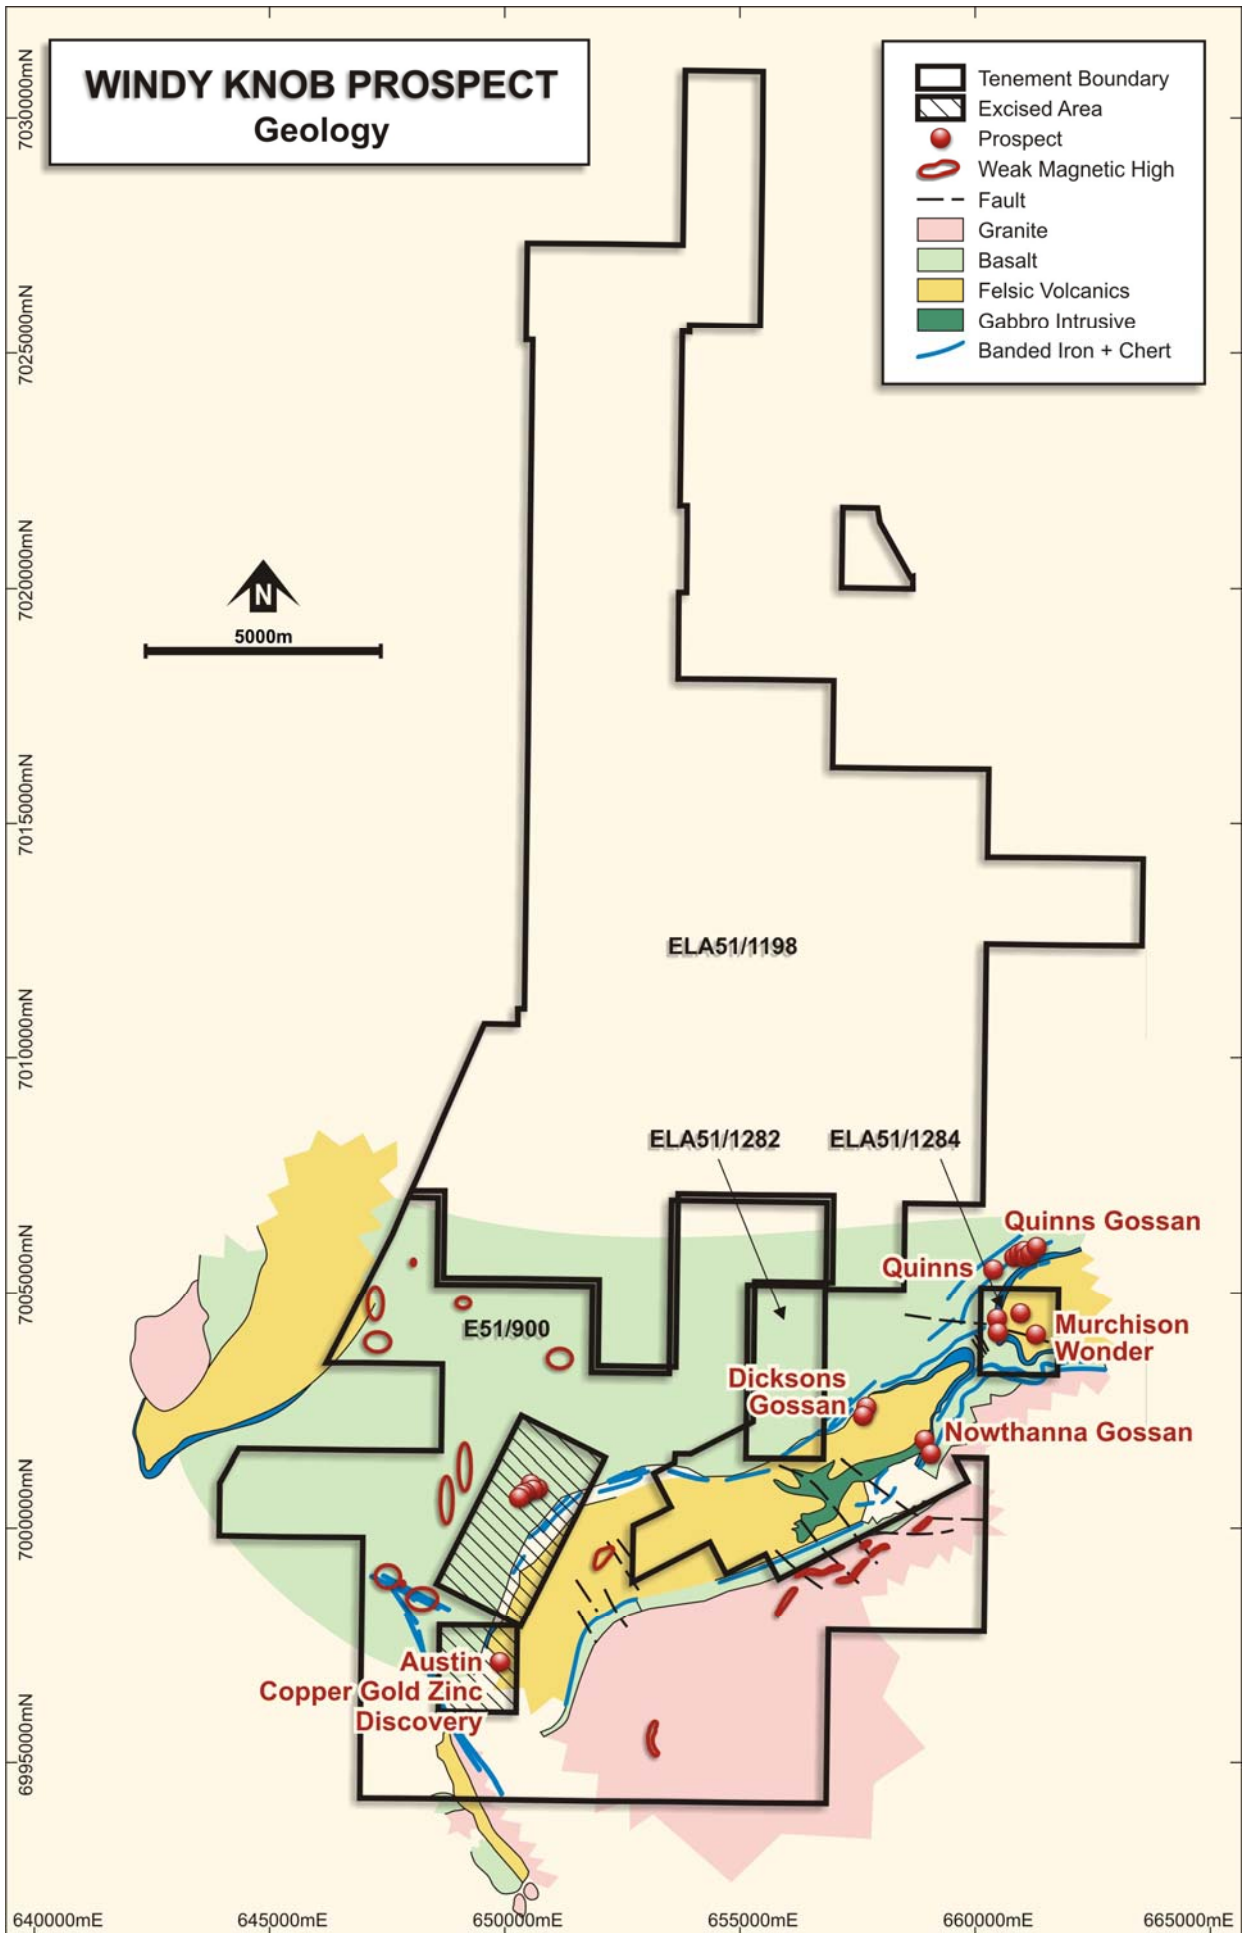 WINDY KNOB PROSPECT
Geology
Tenement Boundary
Excised Area
Prospect
Weak Magnetic High
Fault
Granite
Basalt
Felsic Volcanics
Gabbro Intrusive
Banded Iron + Chert
7030000mN
7025000mN
7020000mN
7015000mN
7010000mN
7005000mN
7000000mN
6995000mN
N
5000m
ELA51/1198
ELA51/1282
ELA51/1284
Quinns Gossan
Quinns
E51/900
Murchison
Wonder
Dicksons
Gossan
Nowthanna Gossan
Austin
Copper Gold Zinc
Discovery
640000mE
645000mE
650000mE
655000mE
660000mE
665000mE